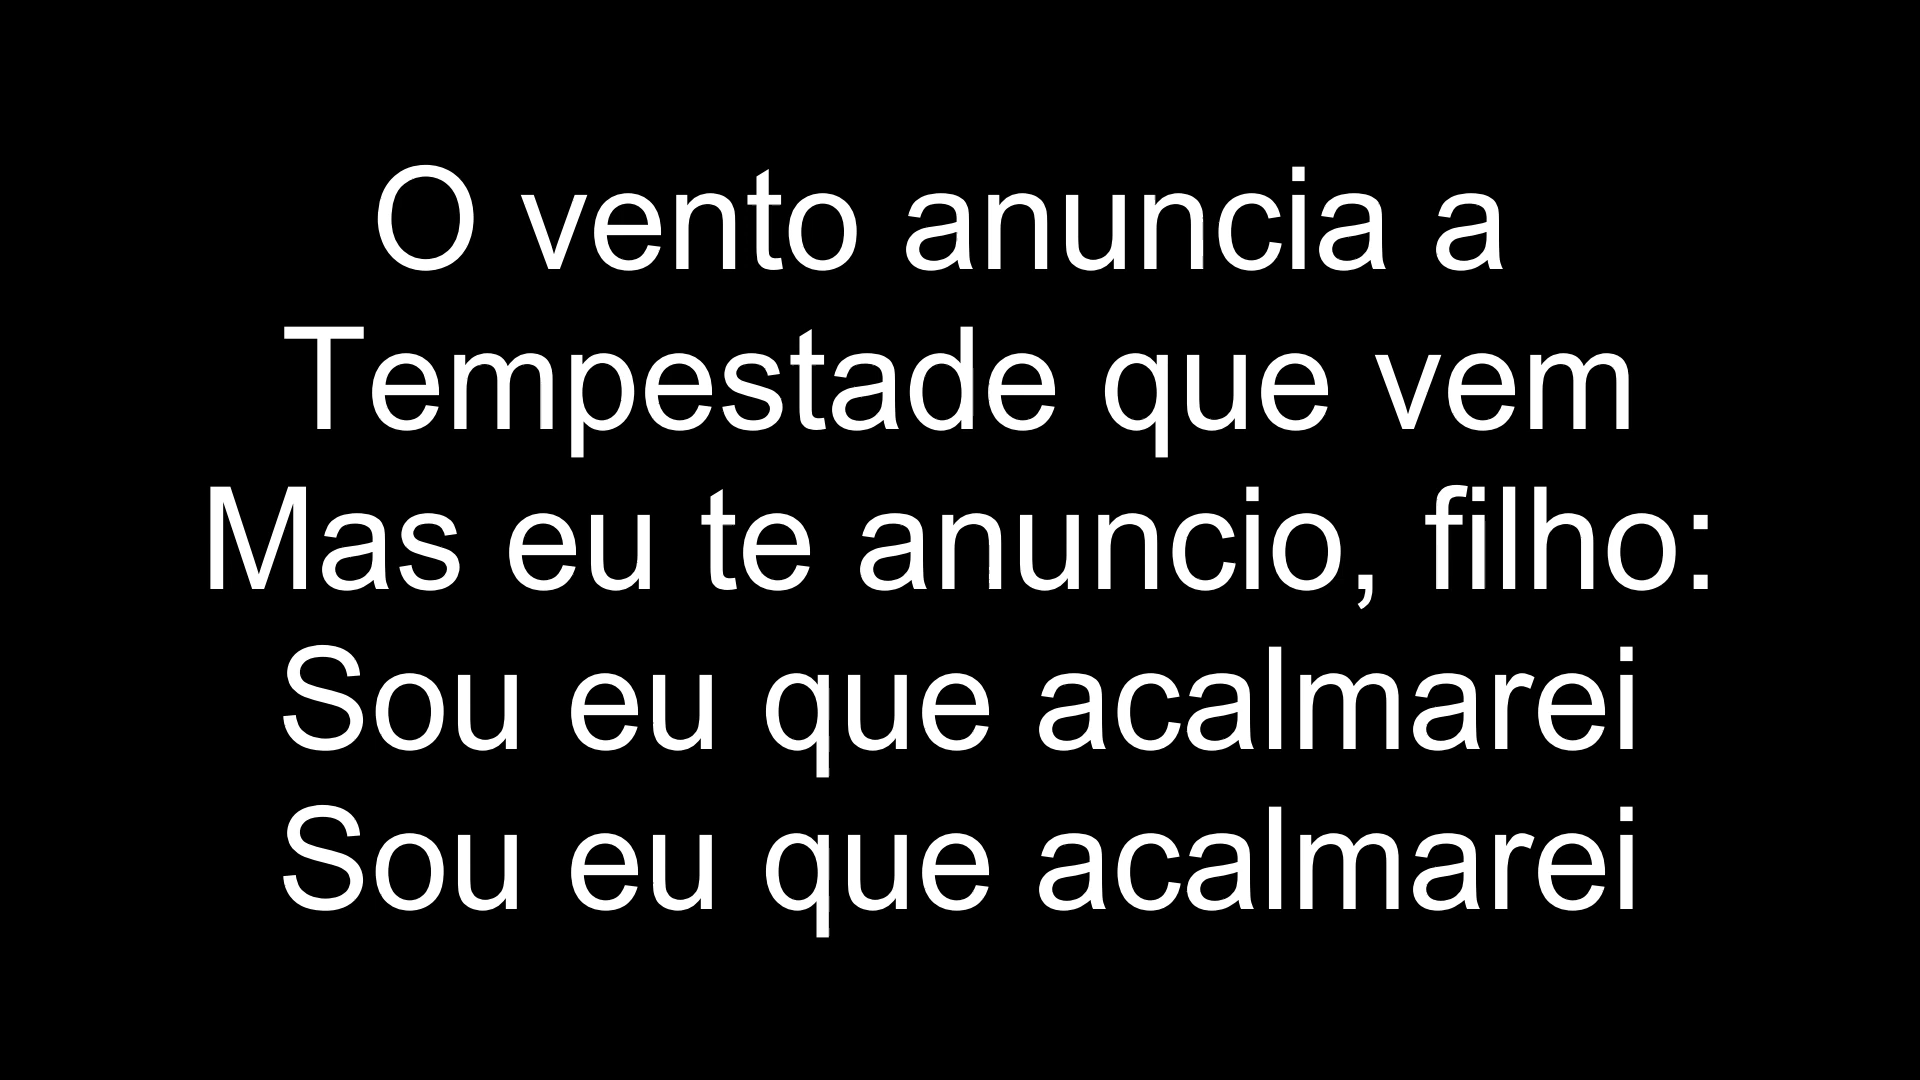 O vento anuncia a
Tempestade que vem
Mas eu te anuncio, filho:
Sou eu que acalmarei
Sou eu que acalmarei